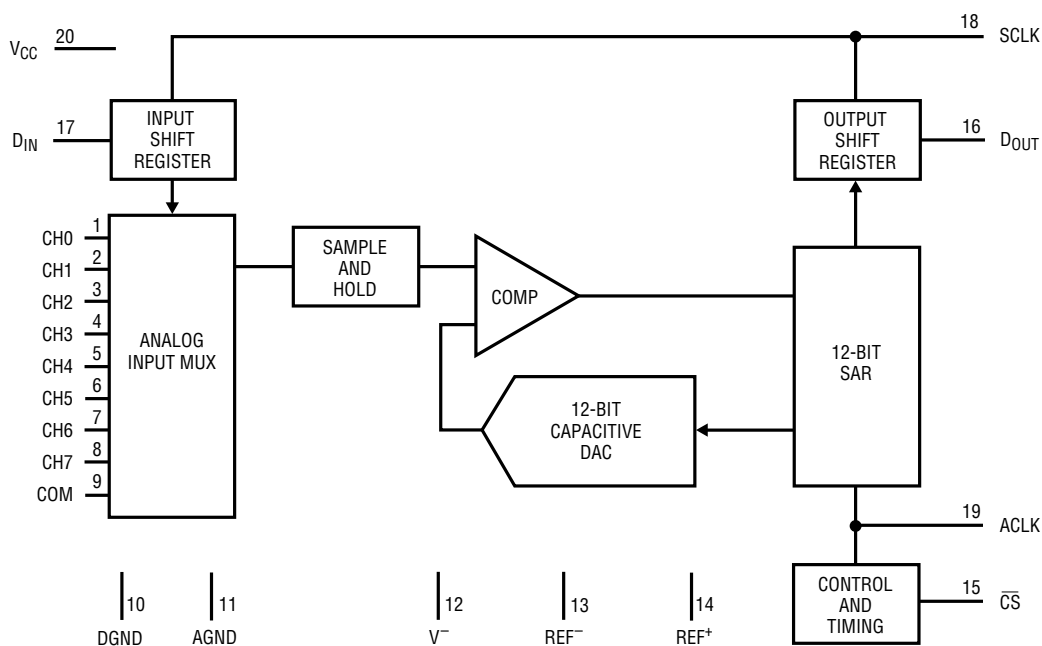 18
SCLK
20
VCC
INPUT
SHIFT
REGISTER
OUTPUT
SHIFT
REGISTER
17
DIN
16
DOUT
1
CH0
2
CH1
3
CH2
4
CH3
5
CH4
6
CH5
7
CH6
8
CH7
9
COM
ANALOG
INPUT MUX
SAMPLE
AND
HOLD
COMP
12-BIT
CAPACITIVE
DAC
12-BIT
SAR
19
ACLK
CONTROL
AND
TIMING
15
C̅S̅
10
DGND
11
AGND
12
V⁻
13
REF⁻
14
REF⁺